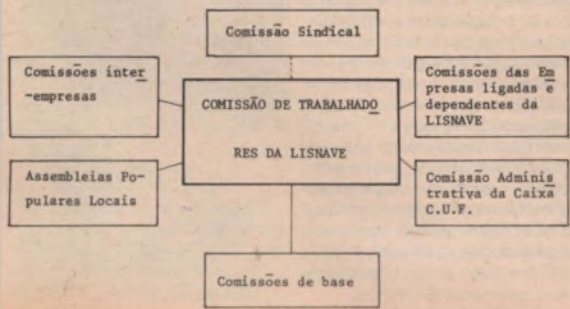 Comissão Sindical
Comissões inter
-empresas
COMISSÃO DE TRABALHADO
RES DA LISNAVE
Comissões das Em
presas ligadas e
dependentes da
LISNAVE
Assembleias Po-
pulares Locais
Comissão Adminis
trativa da Caixa
C.U.F.
Comissões de base